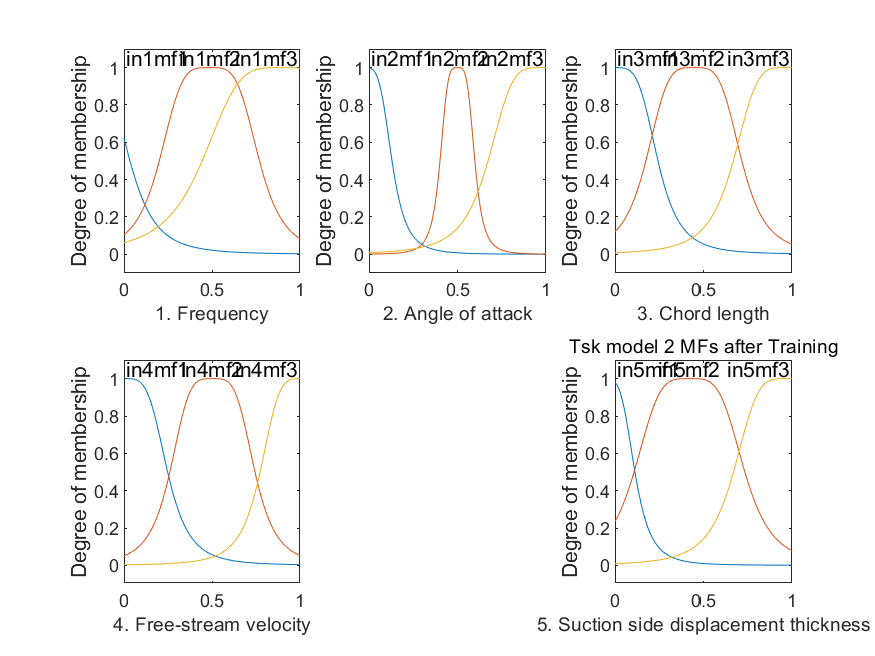 in1mf1 in1mf2 in1mf3
Degree of membership
1
0.8
0.6
0.4
0.2
0
0 0.5 1
1. Frequency
in2mf1 in2mf2 in2mf3
Degree of membership
1
0.8
0.6
0.4
0.2
0
0 0.5 1
2. Angle of attack
in3mf1 in3mf2 in3mf3
Degree of membership
1
0.8
0.6
0.4
0.2
0
0 0.5 1
3. Chord length
in4mf1 in4mf2 in4mf3
Degree of membership
1
0.8
0.6
0.4
0.2
0
0 0.5 1
4. Free-stream velocity
Tsk model 2 MFs after Training
in5mf1 in5mf2 in5mf3
Degree of membership
1
0.8
0.6
0.4
0.2
0
0 0.5 1
5. Suction side displacement thickness